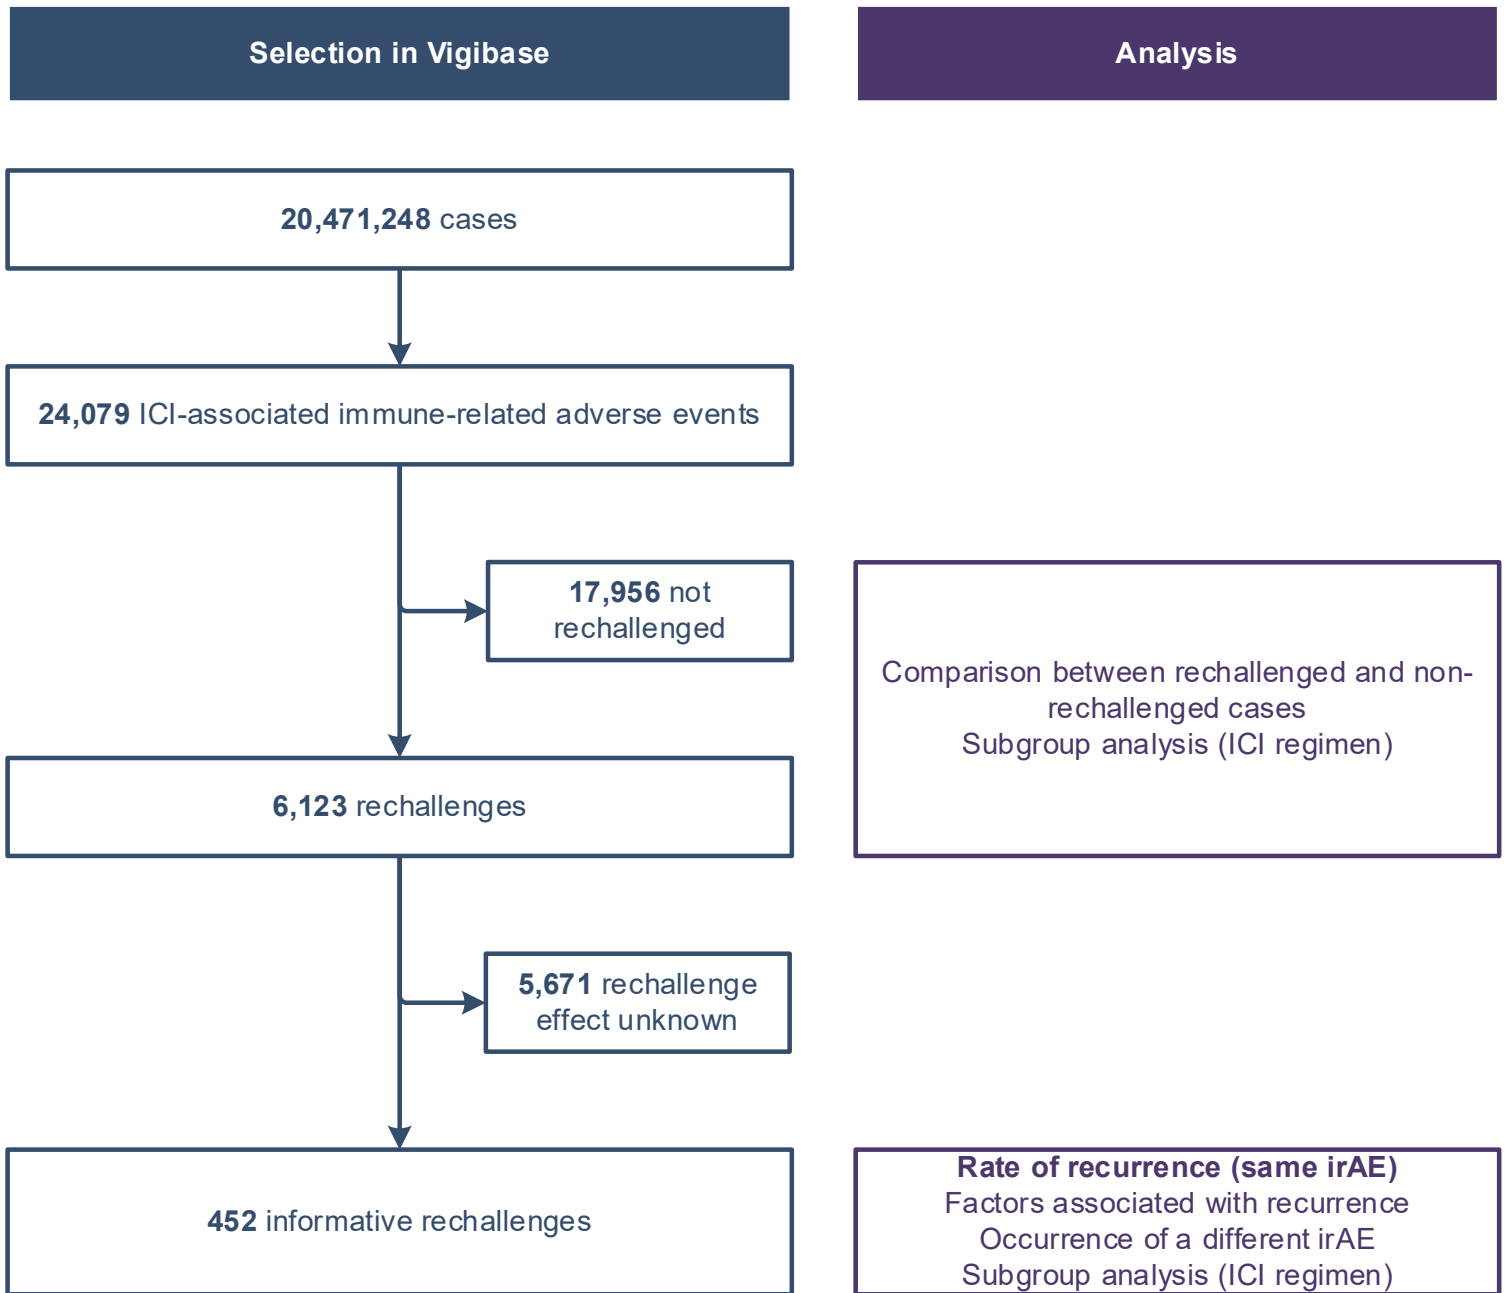 Selection in Vigibase
Analysis
20,471,248 cases
24,079 ICI-associated immune-related adverse events
17,956 not
rechallenged
Comparison between rechallenged and non-
rechallenged cases
Subgroup analysis (ICI regimen)
6,123 rechallenges
5,671 rechallenge
effect unknown
452 informative rechallenges
Rate of recurrence (same irAE)
Factors associated with recurrence
Occurrence of a different irAE
Subgroup analysis (ICI regimen)